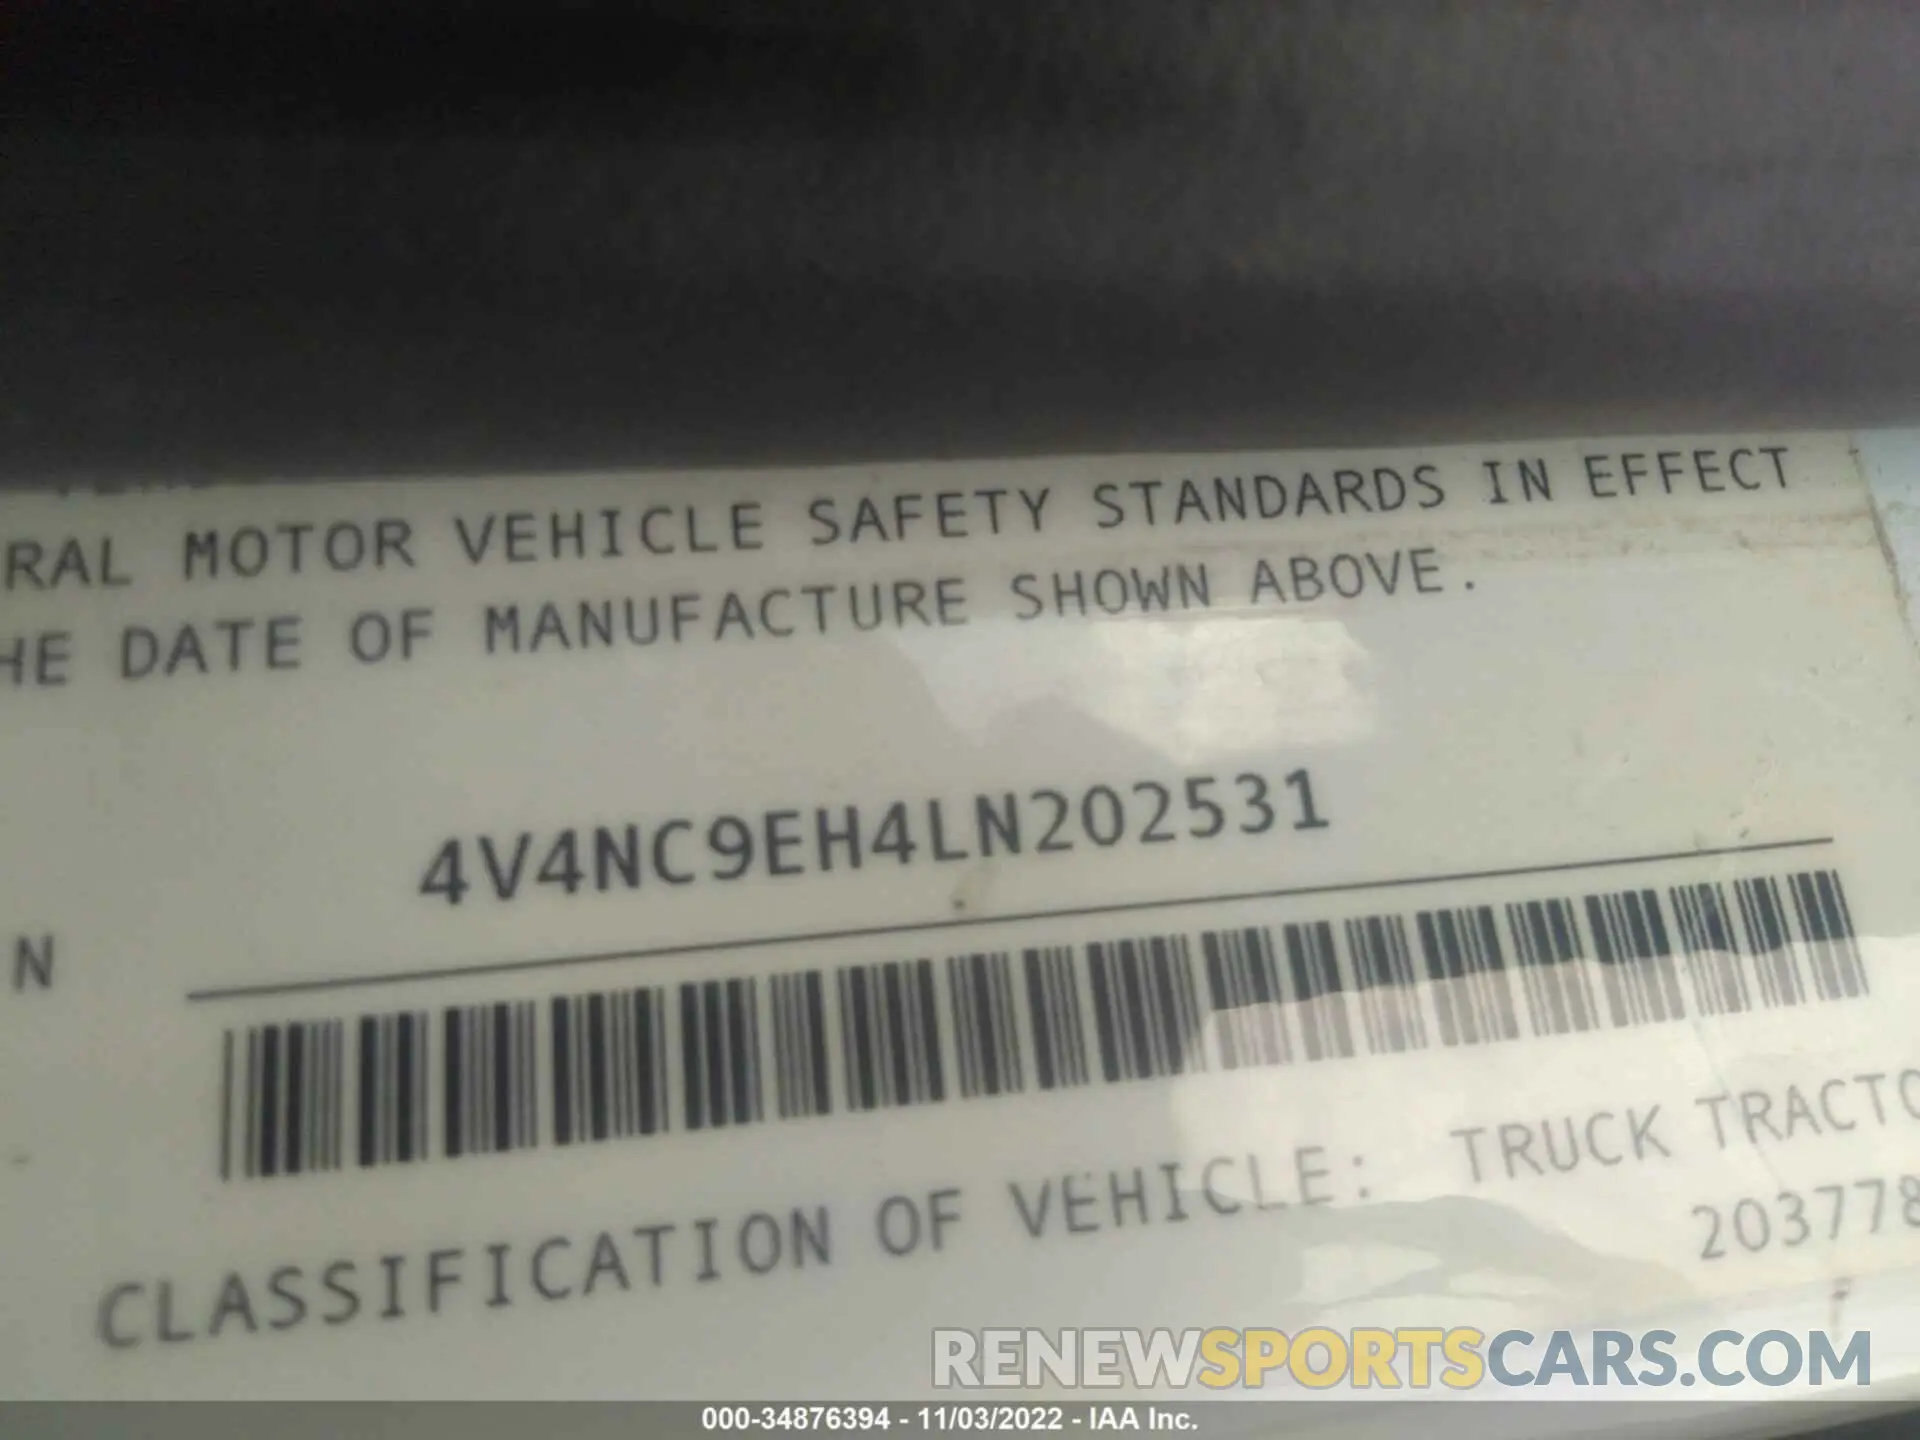 RAL MOTOR VEHICLE SAFETY STANDARDS IN EFFECT
HE DATE OF MANUFACTURE SHOWN ABOVE.
4V4NC9EH4LN202531
N
CLASSIFICATION OF VEHICLE: TRUCK TRACTO
203778
RENEWSPORTSCARS.COM
000-34876394 - 11/03/2022 - IAA Inc.